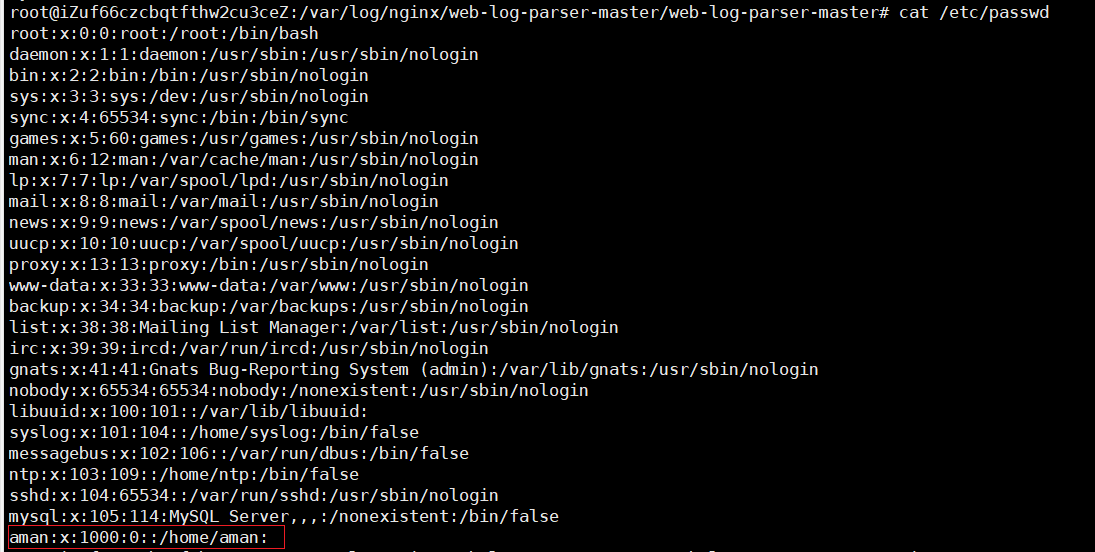 root@iZuf66czcbqtfthw2cu3ceZ:/var/log/nginx/web-log-parser-master/web-log-parser-master# cat /etc/passwd
root:x:0:0:root:/root:/bin/bash
daemon:x:1:1:daemon:/usr/sbin:/usr/sbin/nologin
bin:x:2:2:bin:/bin:/usr/sbin/nologin
sys:x:3:3:sys:/dev:/usr/sbin/nologin
sync:x:4:65534:sync:/bin:/bin/sync
games:x:5:60:games:/usr/games:/usr/sbin/nologin
man:x:6:12:man:/var/cache/man:/usr/sbin/nologin
lp:x:7:7:lp:/var/spool/lpd:/usr/sbin/nologin
mail:x:8:8:mail:/var/mail:/usr/sbin/nologin
news:x:9:9:news:/var/spool/news:/usr/sbin/nologin
uucp:x:10:10:uucp:/var/spool/uucp:/usr/sbin/nologin
proxy:x:13:13:proxy:/bin:/usr/sbin/nologin
www-data:x:33:33:www-data:/var/www:/usr/sbin/nologin
backup:x:34:34:backup:/var/backups:/usr/sbin/nologin
list:x:38:38:Mailing List Manager:/var/list:/usr/sbin/nologin
irc:x:39:39:ircd:/var/run/ircd:/usr/sbin/nologin
gnats:x:41:41:Gnats Bug-Reporting System (admin):/var/lib/gnats:/usr/sbin/nologin
nobody:x:65534:65534:nobody:/nonexistent:/usr/sbin/nologin
libuuid:x:100:101::/var/lib/libuuid:
syslog:x:101:104::/home/syslog:/bin/false
messagebus:x:102:106::/var/run/dbus:/bin/false
ntp:x:103:109::/home/ntp:/bin/false
sshd:x:104:65534::/var/run/sshd:/usr/sbin/nologin
mysql:x:105:114:MySQL Server,,,:/nonexistent:/bin/false
aman:x:1000:0::/home/aman: